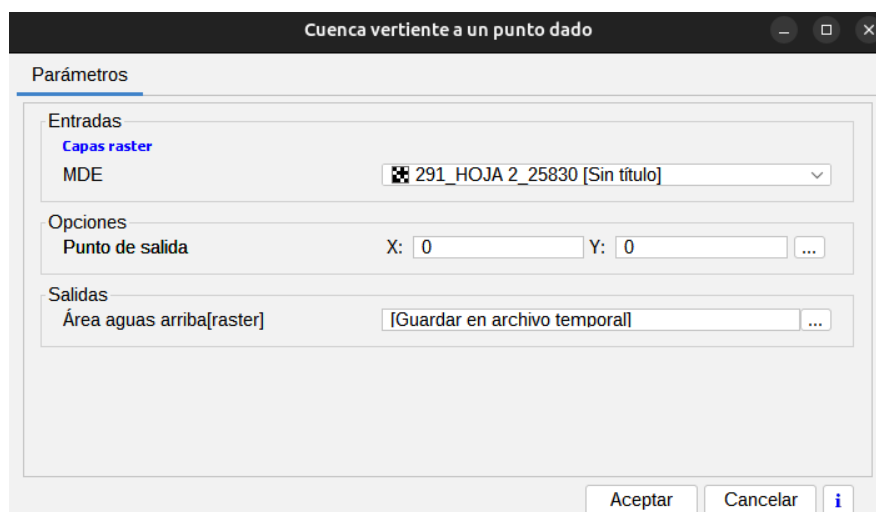 Cuenca vertiente a un punto dado
Parámetros
Entradas
Capas raster
MDE 291_HOJA 2_25830 [Sin título]
Opciones
Punto de salida X: 0 Y: 0 ...
Salidas
Área aguas arriba[raster] [Guardar en archivo temporal] ...
Aceptar Cancelar i